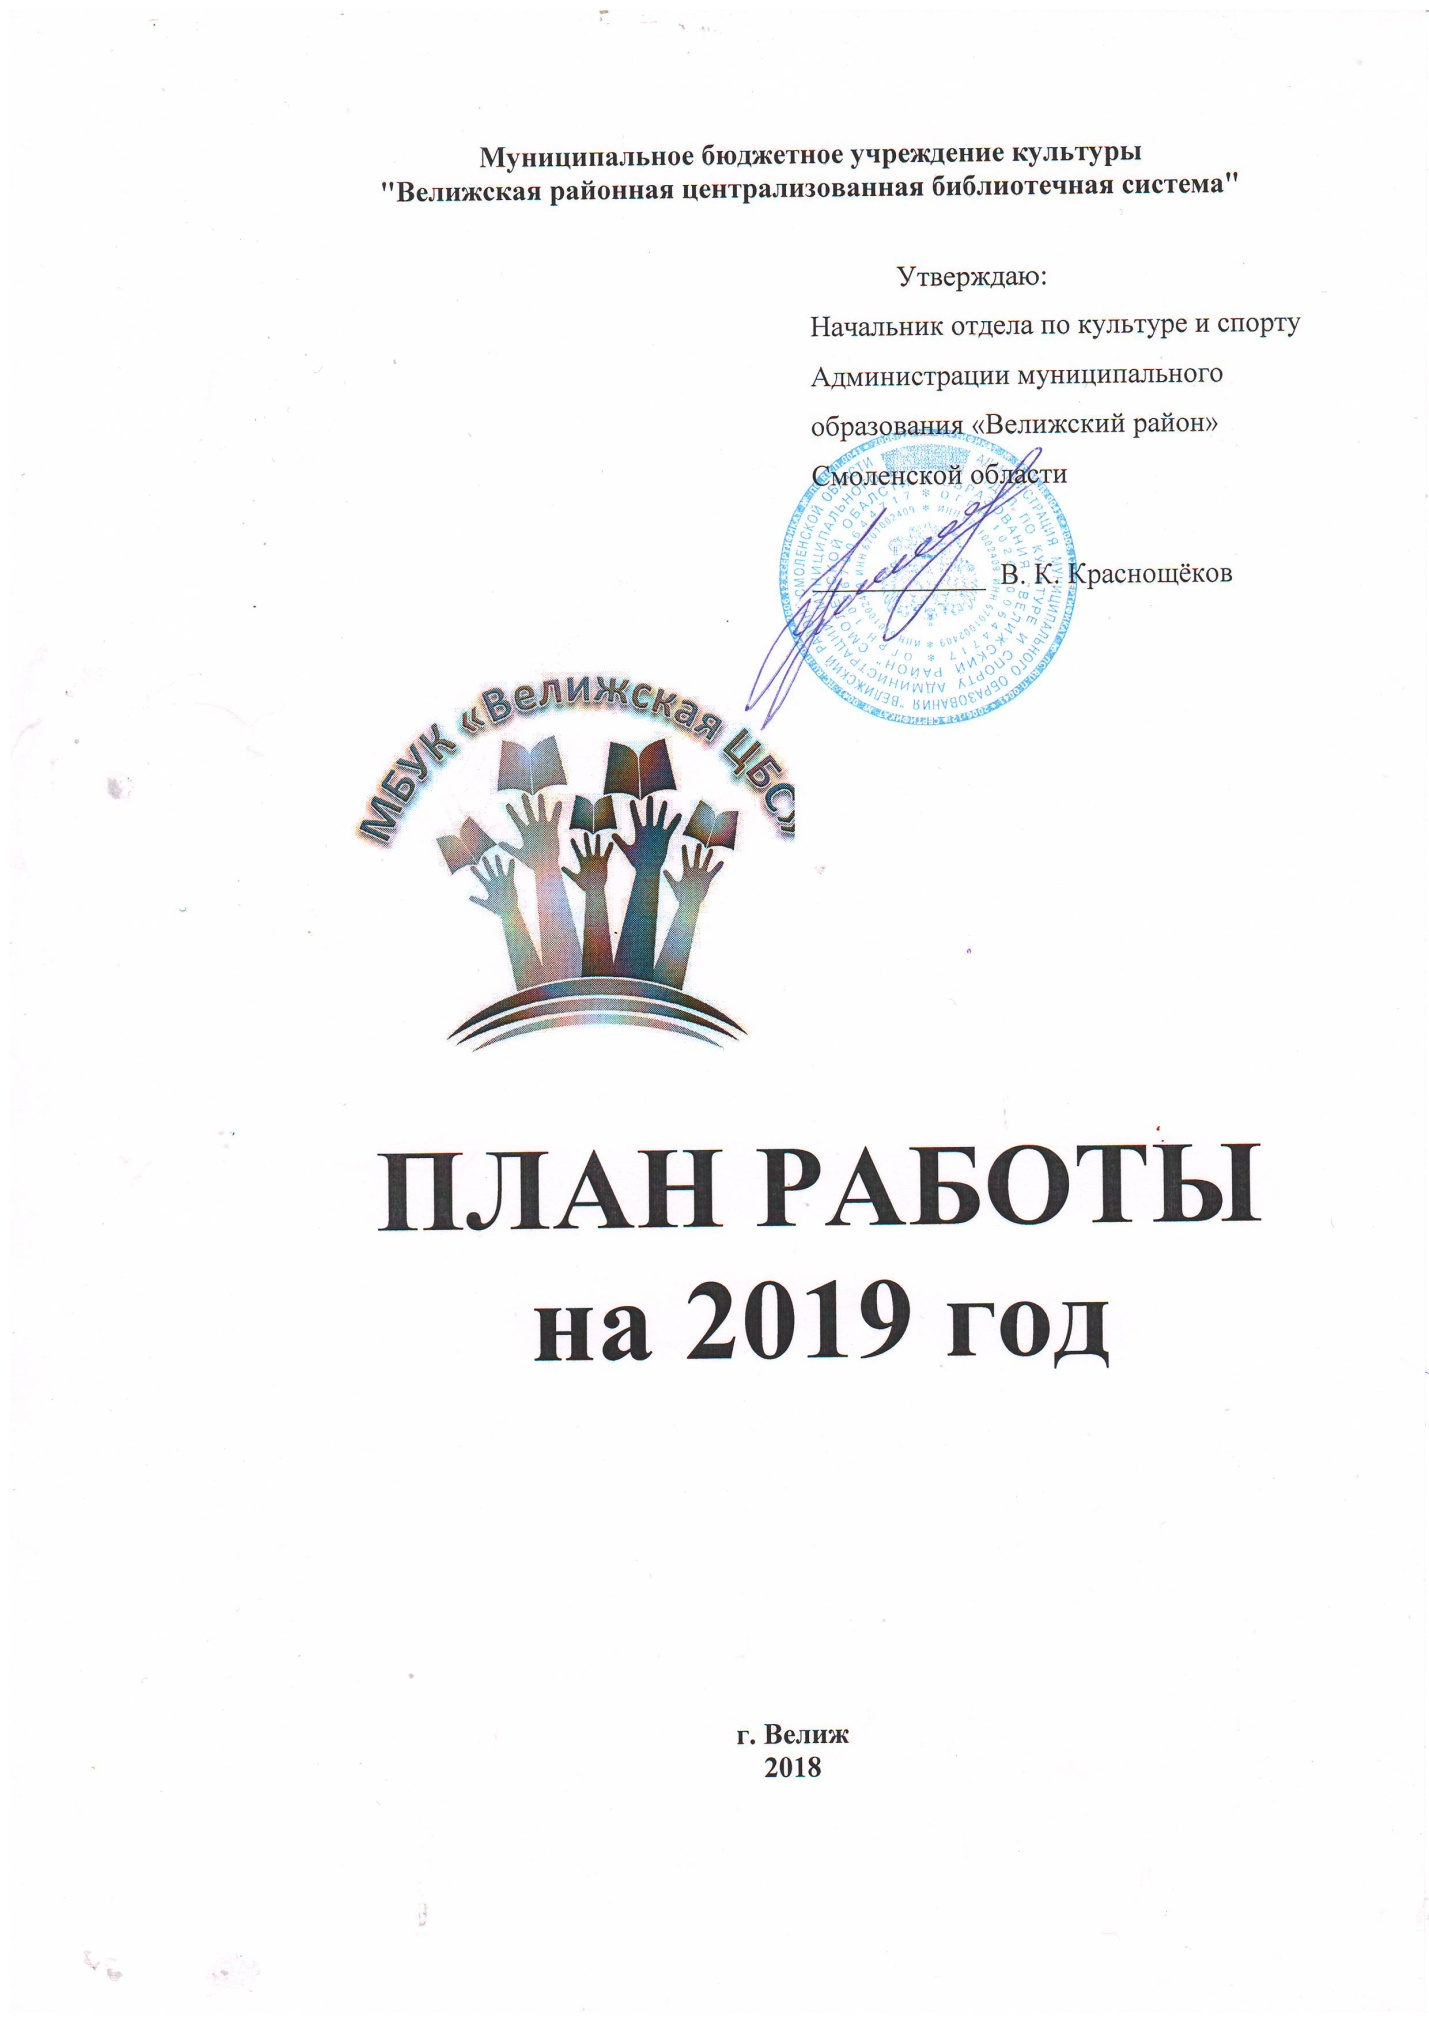 Муниципальное бюджетное учреждение культуры
"Велижская районная централизованная библиотечная система"
Утверждаю:
Начальник отдела по культуре и спорту
Администрации муниципального
образования «Велижский район»
Смоленской области
В. К. Краснощёков
МБУК «Велижская ЦБС»
ПЛАН РАБОТЫ
на 2019 год
г. Велиж
2018